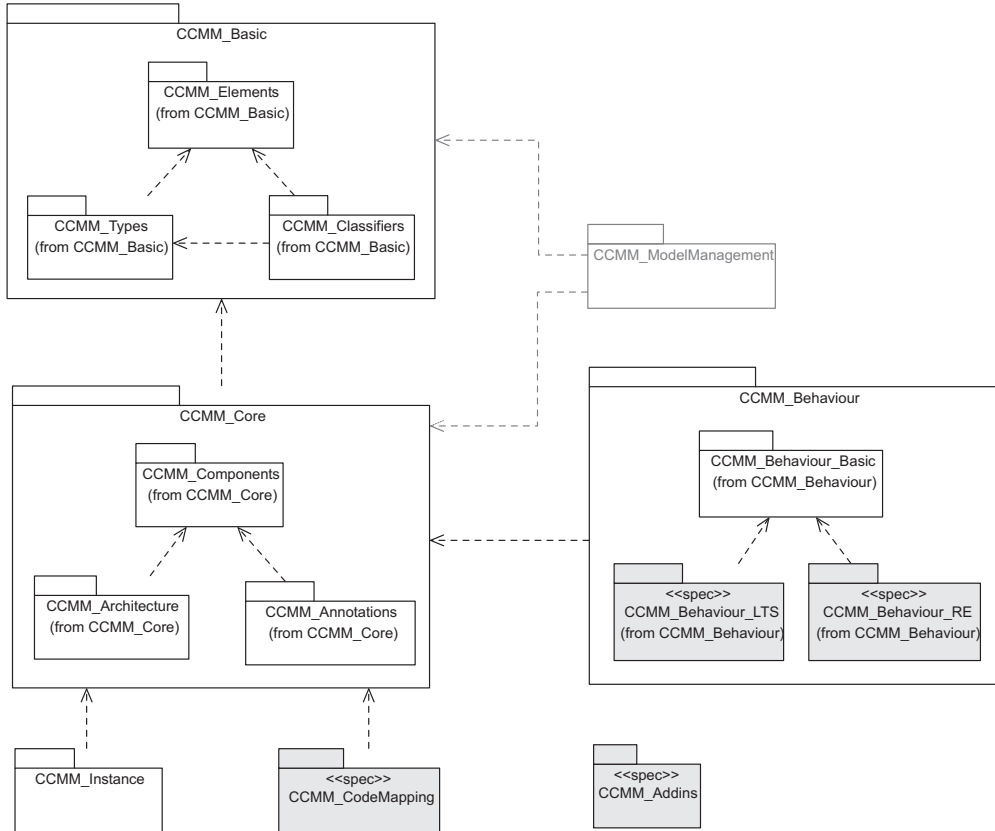 CCMM_Basic
CCMM_Elements
(from CCMM_Basic)
CCMM_Types
(from CCMM_Basic)
CCMM_Classifiers
(from CCMM_Basic)
CCMM_ModelManagement
CCMM_Core
CCMM_Components
(from CCMM_Core)
CCMM_Architecture
(from CCMM_Core)
CCMM_Annotations
(from CCMM_Core)
CCMM_Behaviour
CCMM_Behaviour_Basic
(from CCMM_Behaviour)
<<spec>>
CCMM_Behaviour_LTS
(from CCMM_Behaviour)
<<spec>>
CCMM_Behaviour_RE
(from CCMM_Behaviour)
CCMM_Instance
<<spec>>
CCMM_CodeMapping
<<spec>>
CCMM_Addins